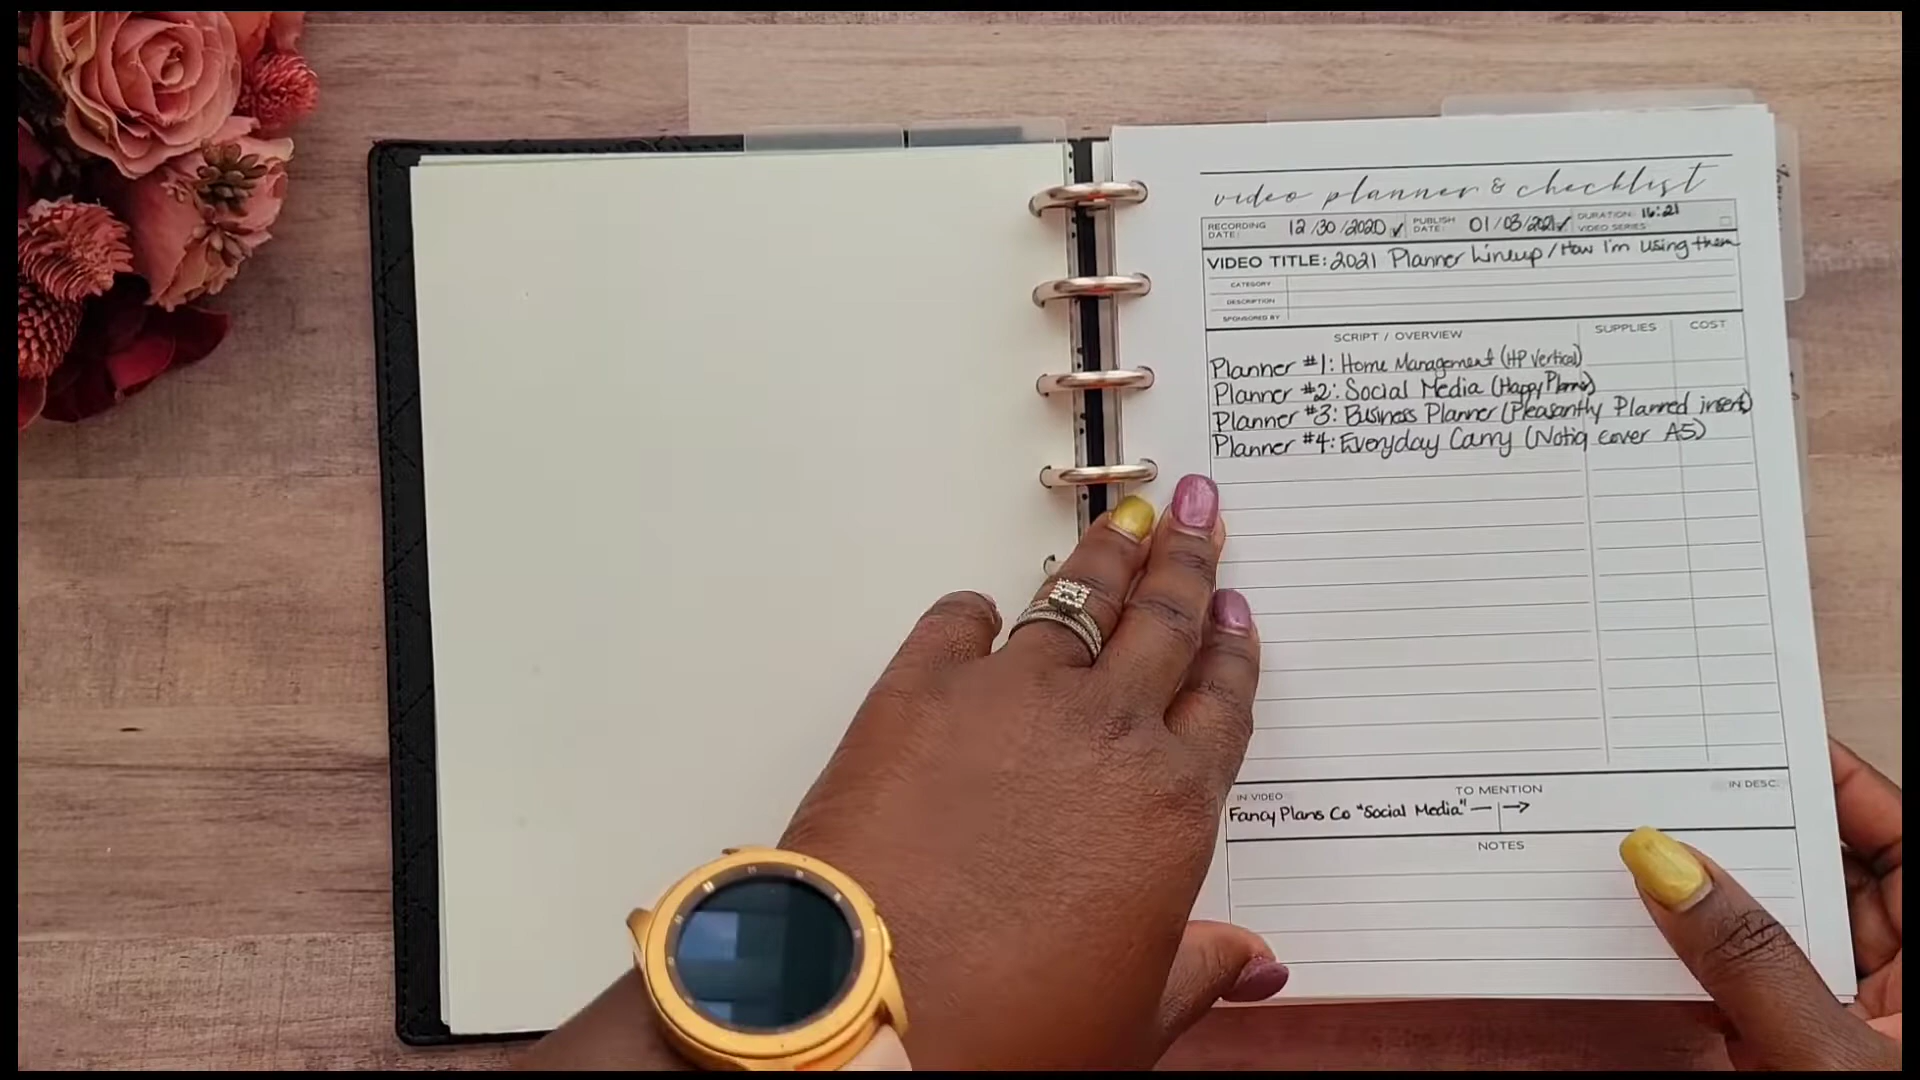 video planner & checklist
RECORDING DATE: 12/30/2020 ✓ PUBLISH DATE: 01/03/2021 ✓ DURATION: 16:21
VIDEO SERIES:
VIDEO TITLE: 2021 Planner Lineup/How I'm using them
CATEGORY
DESCRIPTION
SPONSORED BY
SCRIPT / OVERVIEW SUPPLIES COST
Planner #1: Home Management (HP Vertical)
Planner #2: Social Media (Happy Planner)
Planner #3: Business Planner (Pleasantly Planned insert)
Planner #4: Everyday Carry (Notiq cover A5)
IN VIDEO TO MENTION IN DESC.
Fancy Plans Co "Social Media" — →
NOTES